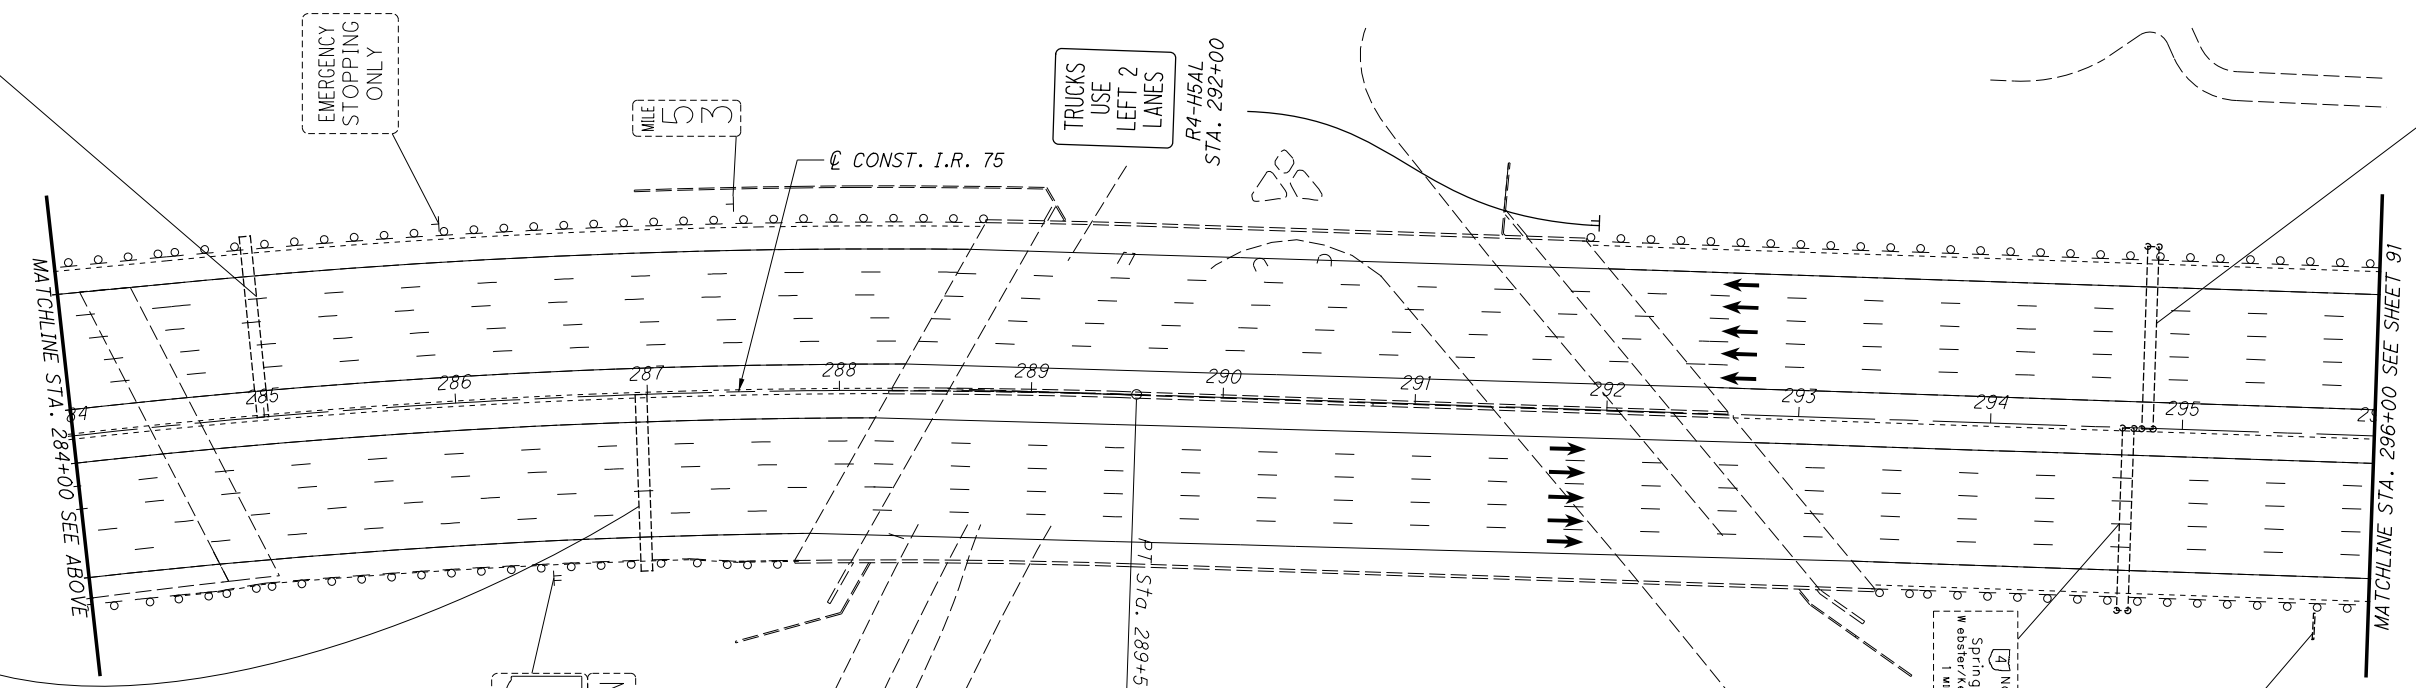 EMERGENCY
STOPPING
ONLY
MILE
53
℄ CONST. I.R. 75
TRUCKS
USE
LEFT 2
LANES
R4-H5AL
STA. 292+00
MATCHLINE STA. 284+00 SEE ABOVE
285
286
287
288
289
290
291
292
293
294
295
MATCHLINE STA. 296+00 SEE SHEET 91
PT Sta. 289+5
4